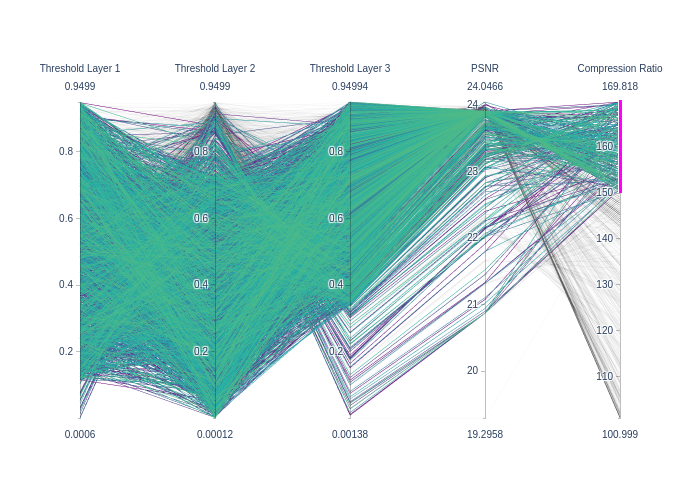 Threshold Layer 1 Threshold Layer 2 Threshold Layer 3 PSNR Compression Ratio
0.9499 0.9499 0.94994 24.0466 169.818
24
0.8 0.8 0.8 160
23
150
0.6 0.6 0.6
22 140
0.4 0.4 0.4 130
21
120
0.2 0.2 0.2
20 110
0.0006 0.00012 0.00138 19.2958 100.999